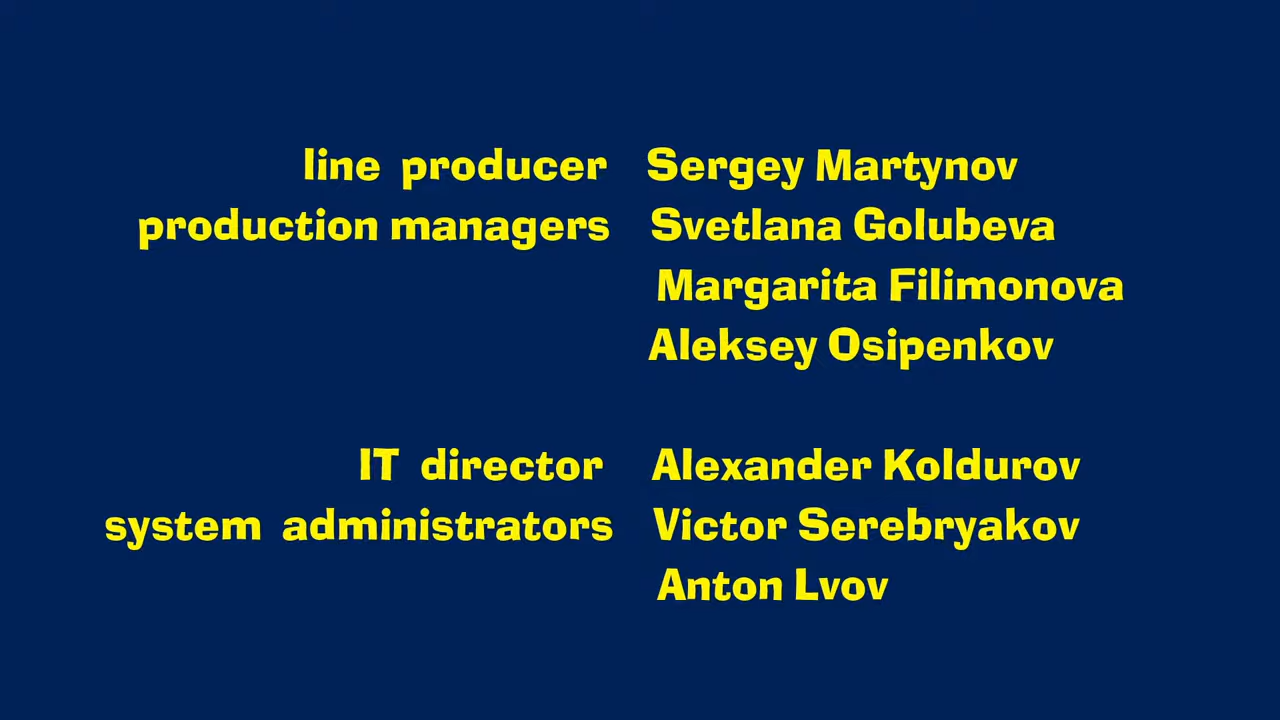 line producer Sergey Martynov
production managers Svetlana Golubeva
Margarita Filimonova
Aleksey Osipenkov
IT director Alexander Koldurov
system administrators Victor Serebryakov
Anton Lvov